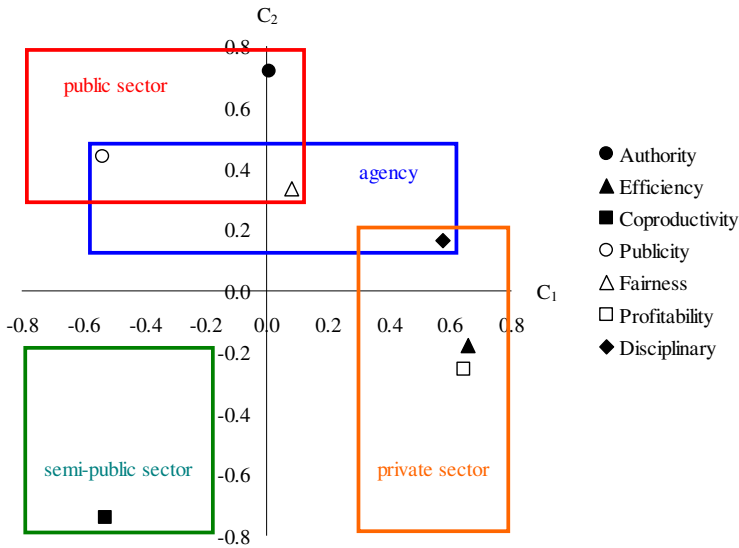 C₂
0.8
public sector
0.6
agency
0.4
0.2
0.0
C₁
-0.8 -0.6 -0.4 -0.2 0.0 0.2 0.4 0.6 0.8
-0.2
-0.4
semi-public sector
private sector
-0.6
-0.8
Authority
Efficiency
Coproductivity
Publicity
Fairness
Profitability
Disciplinary